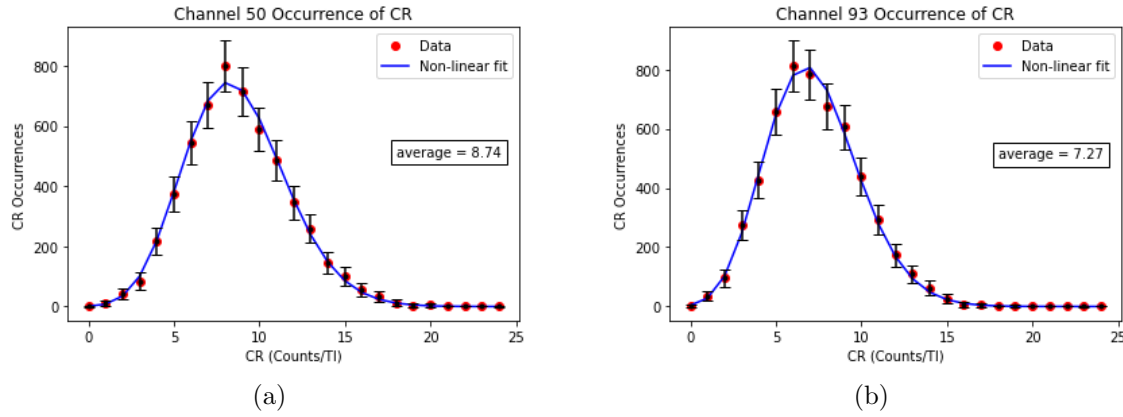 Channel 50 Occurrence of CR
Data
Non-linear fit
average = 8.74
CR Occurrences
800
600
400
200
0
0 5 10 15 20 25
CR (Counts/TI)
(a)
Channel 93 Occurrence of CR
Data
Non-linear fit
average = 7.27
CR Occurrences
800
600
400
200
0
0 5 10 15 20 25
CR (Counts/TI)
(b)